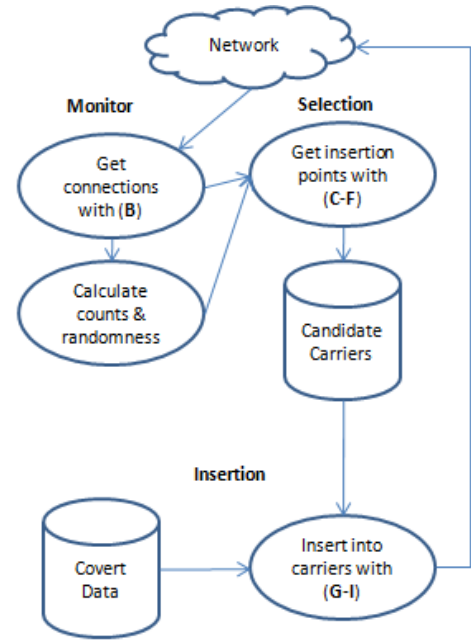 Network
Monitor
Selection
Get
connections
with (B)
Get insertion
points with
(C-F)
Calculate
counts &
randomness
Candidate
Carriers
Insertion
Covert
Data
Insert into
carriers with
(G-I)